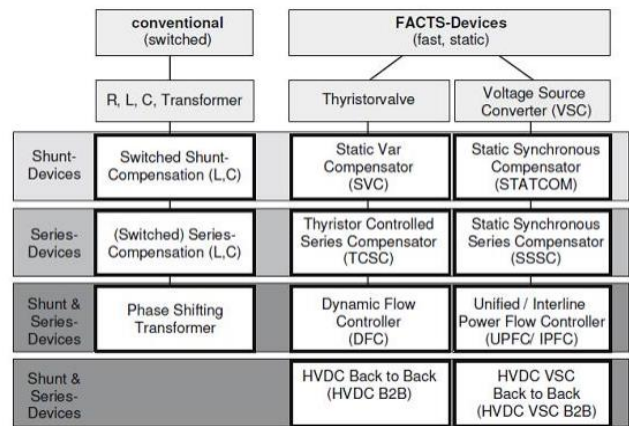 conventional
(switched)
FACTS-Devices
(fast, static)
R, L, C, Transformer
Thyristorvalve
Voltage Source
Converter (VSC)
Shunt-
Devices
Switched Shunt-
Compensation (L,C)
Static Var
Compensator
(SVC)
Static Synchronous
Compensator
(STATCOM)
Series-
Devices
(Switched) Series-
Compensation (L,C)
Thyristor Controlled
Series Compensator
(TCSC)
Static Synchronous
Series Compensator
(SSSC)
Shunt &
Series-
Devices
Phase Shifting
Transformer
Dynamic Flow
Controller
(DFC)
Unified / Interline
Power Flow Controller
(UPFC/ IPFC)
Shunt &
Series-
Devices
HVDC Back to Back
(HVDC B2B)
HVDC VSC
Back to Back
(HVDC VSC B2B)